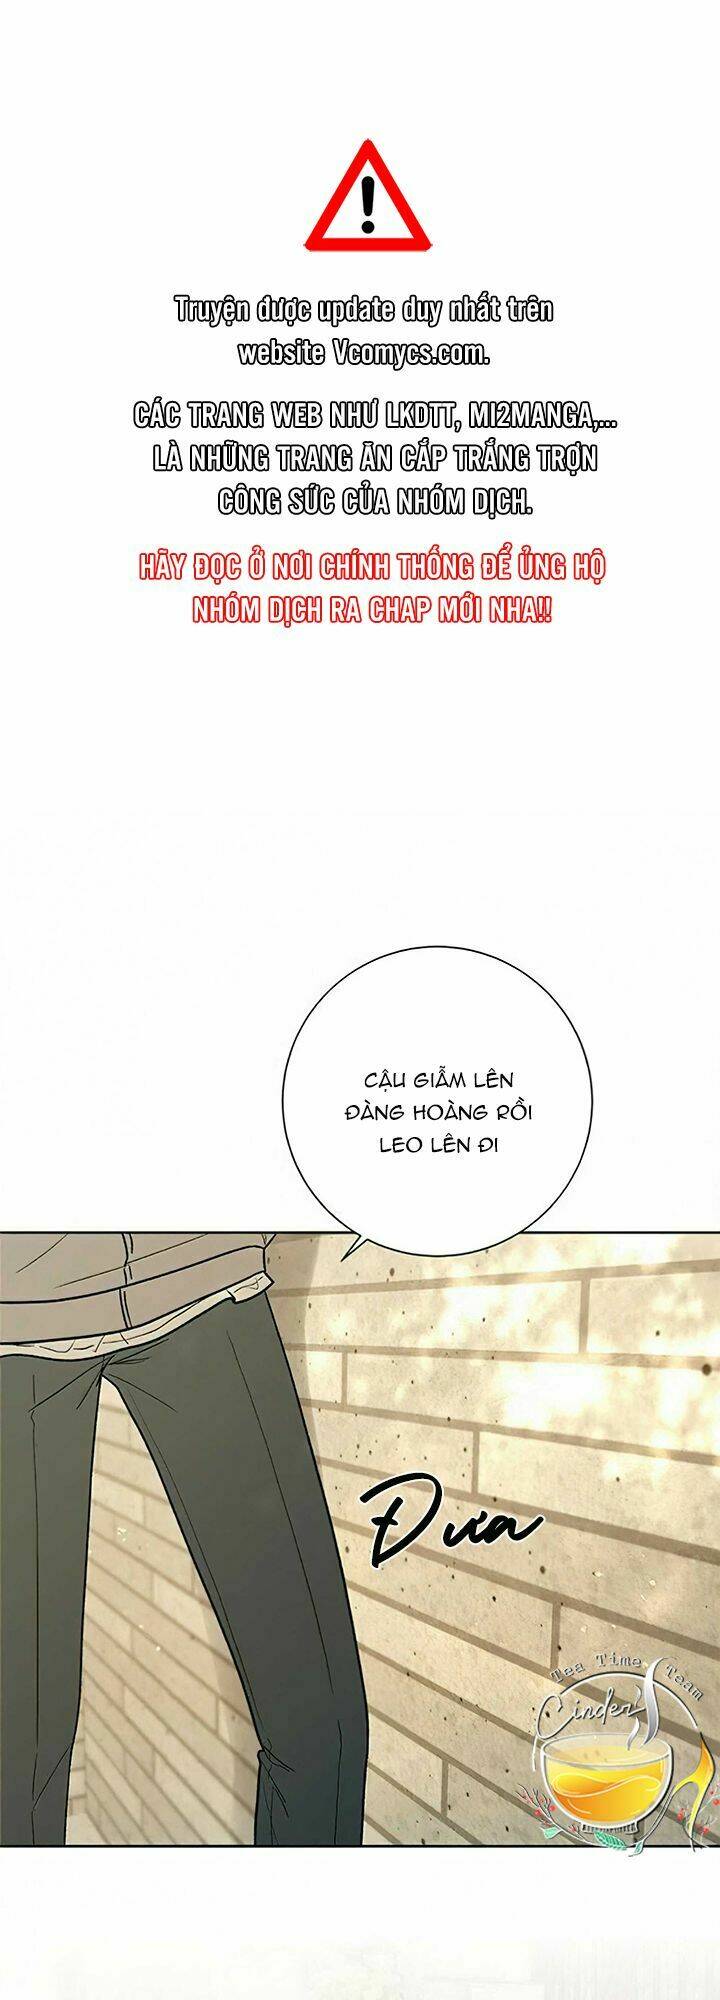 Truyện được update duy nhất trên
website Vcomycs.com.
CÁC TRANG WEB NHƯ LKDTT, MI2MANGA,...
LÀ NHỮNG TRANG ĂN CẮP TRẮNG TRỢN
CÔNG SỨC CỦA NHÓM DỊCH.
HÃY ĐỌC Ở NƠI CHÍNH THỐNG ĐỂ ỦNG HỘ
NHÓM DỊCH RA CHAP MỚI NHA!!
CẬU GIẪM LÊN
ĐÀNG HOÀNG RỒI
LEO LÊN ĐI
Đưa
Tea Time Team
Cinder